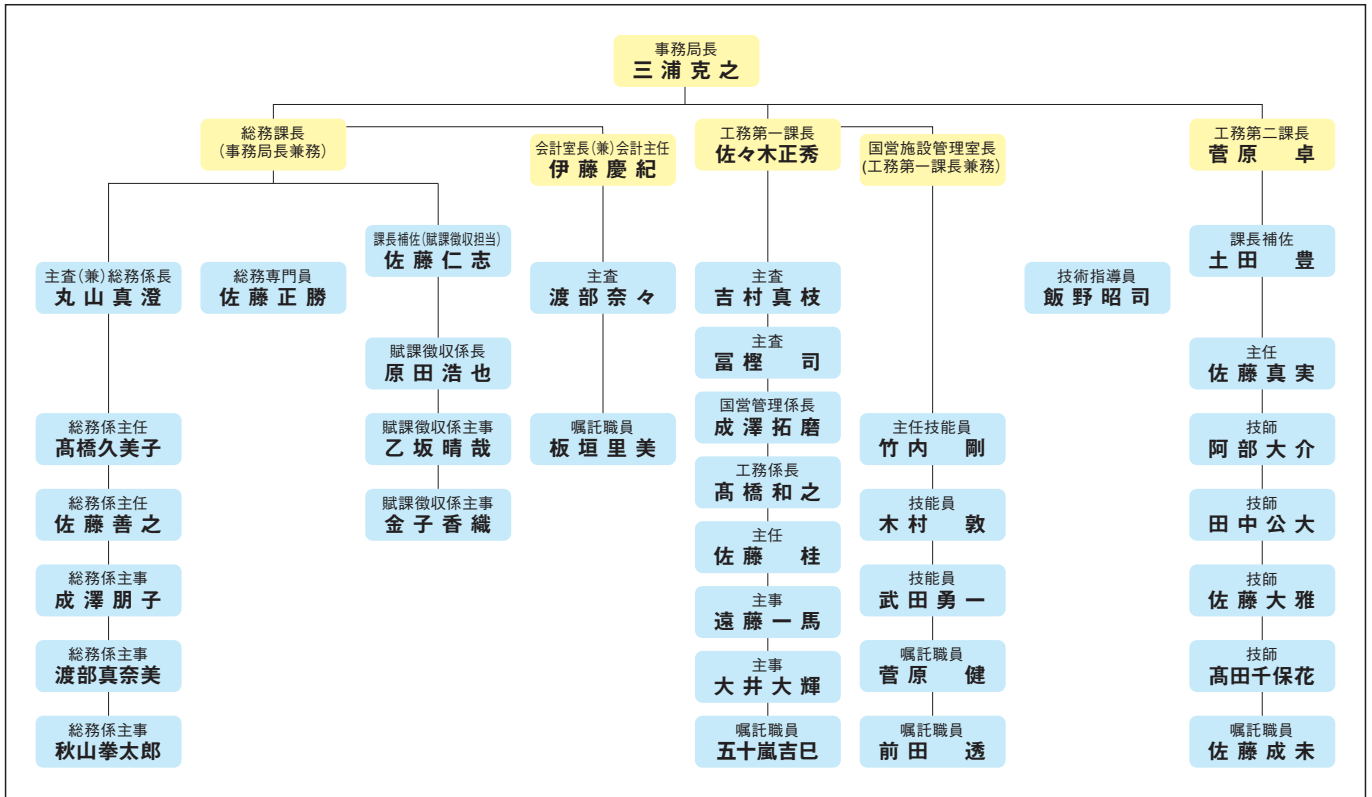 事務局長
三浦克之
総務課長
(事務局長兼務)
会計室長(兼)会計主任
伊藤慶紀
工務第一課長
佐々木正秀
国営施設管理室長
(工務第一課長兼務)
工務第二課長
菅原　卓
主査(兼)総務係長
丸山真澄
総務係主任
髙橋久美子
総務係主任
佐藤善之
総務係主事
成澤朋子
総務係主事
渡部真奈美
総務係主事
秋山拳太郎
総務専門員
佐藤正勝
課長補佐(賦課徴収担当)
佐藤仁志
賦課徴収係長
原田浩也
賦課徴収係主事
乙坂晴哉
賦課徴収係主事
金子香織
主査
渡部奈々
嘱託職員
板垣里美
主査
吉村真枝
主査
冨樫　司
国営管理係長
成澤拓磨
工務係長
髙橋和之
主任
佐藤　桂
主事
遠藤一馬
主事
大井大輝
嘱託職員
五十嵐吉巳
主任技能員
竹内　剛
技能員
木村　敦
技能員
武田勇一
嘱託職員
菅原　健
嘱託職員
前田　透
技術指導員
飯野昭司
課長補佐
土田　豊
主任
佐藤真実
技師
阿部大介
技師
田中公大
技師
佐藤大雅
技師
髙田千保花
嘱託職員
佐藤成未